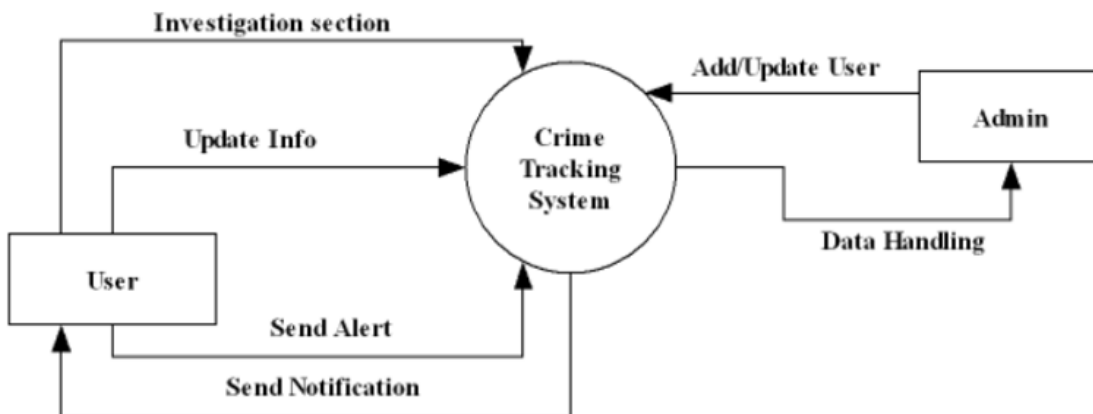 Investigation section
Add/Update User
Admin
Update Info
Crime
Tracking
System
Data Handling
User
Send Alert
Send Notification